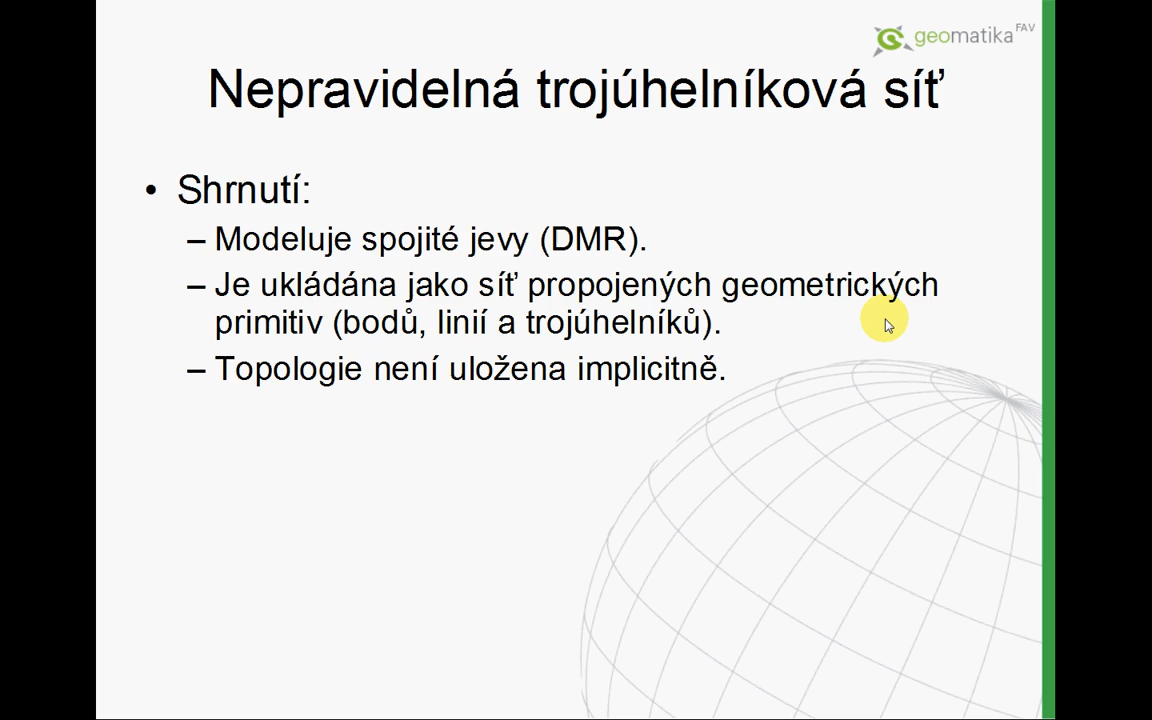 geomatika FAV
Nepravidelná trojúhelníková síť
• Shrnutí:
– Modeluje spojité jevy (DMR).
– Je ukládána jako síť propojených geometrických
primitiv (bodů, linií a trojúhelníků).
– Topologie není uložena implicitně.